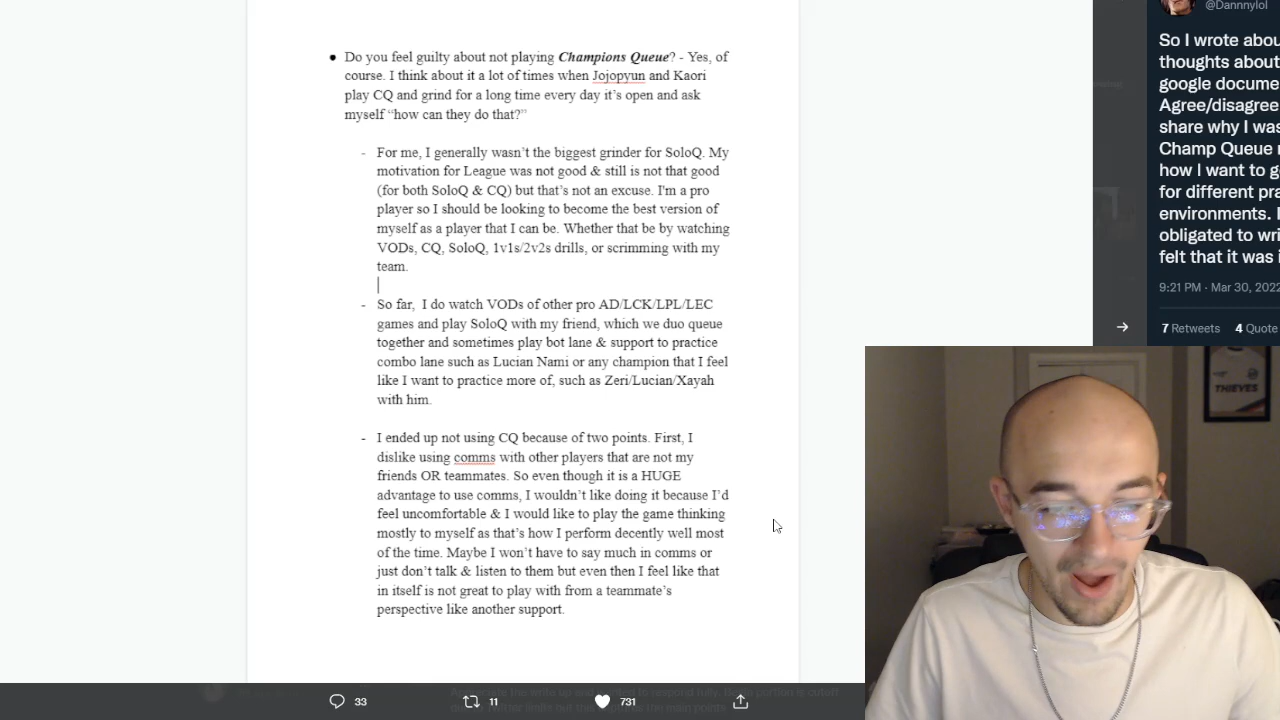 ● Do you feel guilty about not playing Champions Queue? - Yes, of
course. I think about it a lot of times when Jojopyun and Kaori
play CQ and grind for a long time every day it's open and ask
myself "how can they do that?"
- For me, I generally wasn't the biggest grinder for SoloQ. My
motivation for League was not good & still is not that good
(for both SoloQ & CQ) but that's not an excuse. I'm a pro
player so I should be looking to become the best version of
myself as a player that I can be. Whether that be by watching
VODs, CQ, SoloQ, 1v1s/2v2s drills, or scrimming with my
team.
- So far, I do watch VODs of other pro AD/LCK/LPL/LEC
games and play SoloQ with my friend, which we duo queue
together and sometimes play bot lane & support to practice
combo lane such as Lucian Nami or any champion that I feel
like I want to practice more of, such as Zeri/Lucian/Xayah
with him.
- I ended up not using CQ because of two points. First, I
dislike using comms with other players that are not my
friends OR teammates. So even though it is a HUGE
advantage to use comms, I wouldn't like doing it because I'd
feel uncomfortable & I would like to play the game thinking
mostly to myself as that's how I perform decently well most
of the time. Maybe I won't have to say much in comms or
just don't talk & listen to them but even then I feel like that
in itself is not great to play with from a teammate's
perspective like another support.
33 11 731
@Dannnylol
So I wrote abou
thoughts about
google docume
Agree/disagree
share why I was
Champ Queue
how I want to g
for different pra
environments. I
obligated to wri
felt that it was i
9:21 PM · Mar 30, 2022
7 Retweets 4 Quote
THIEVES